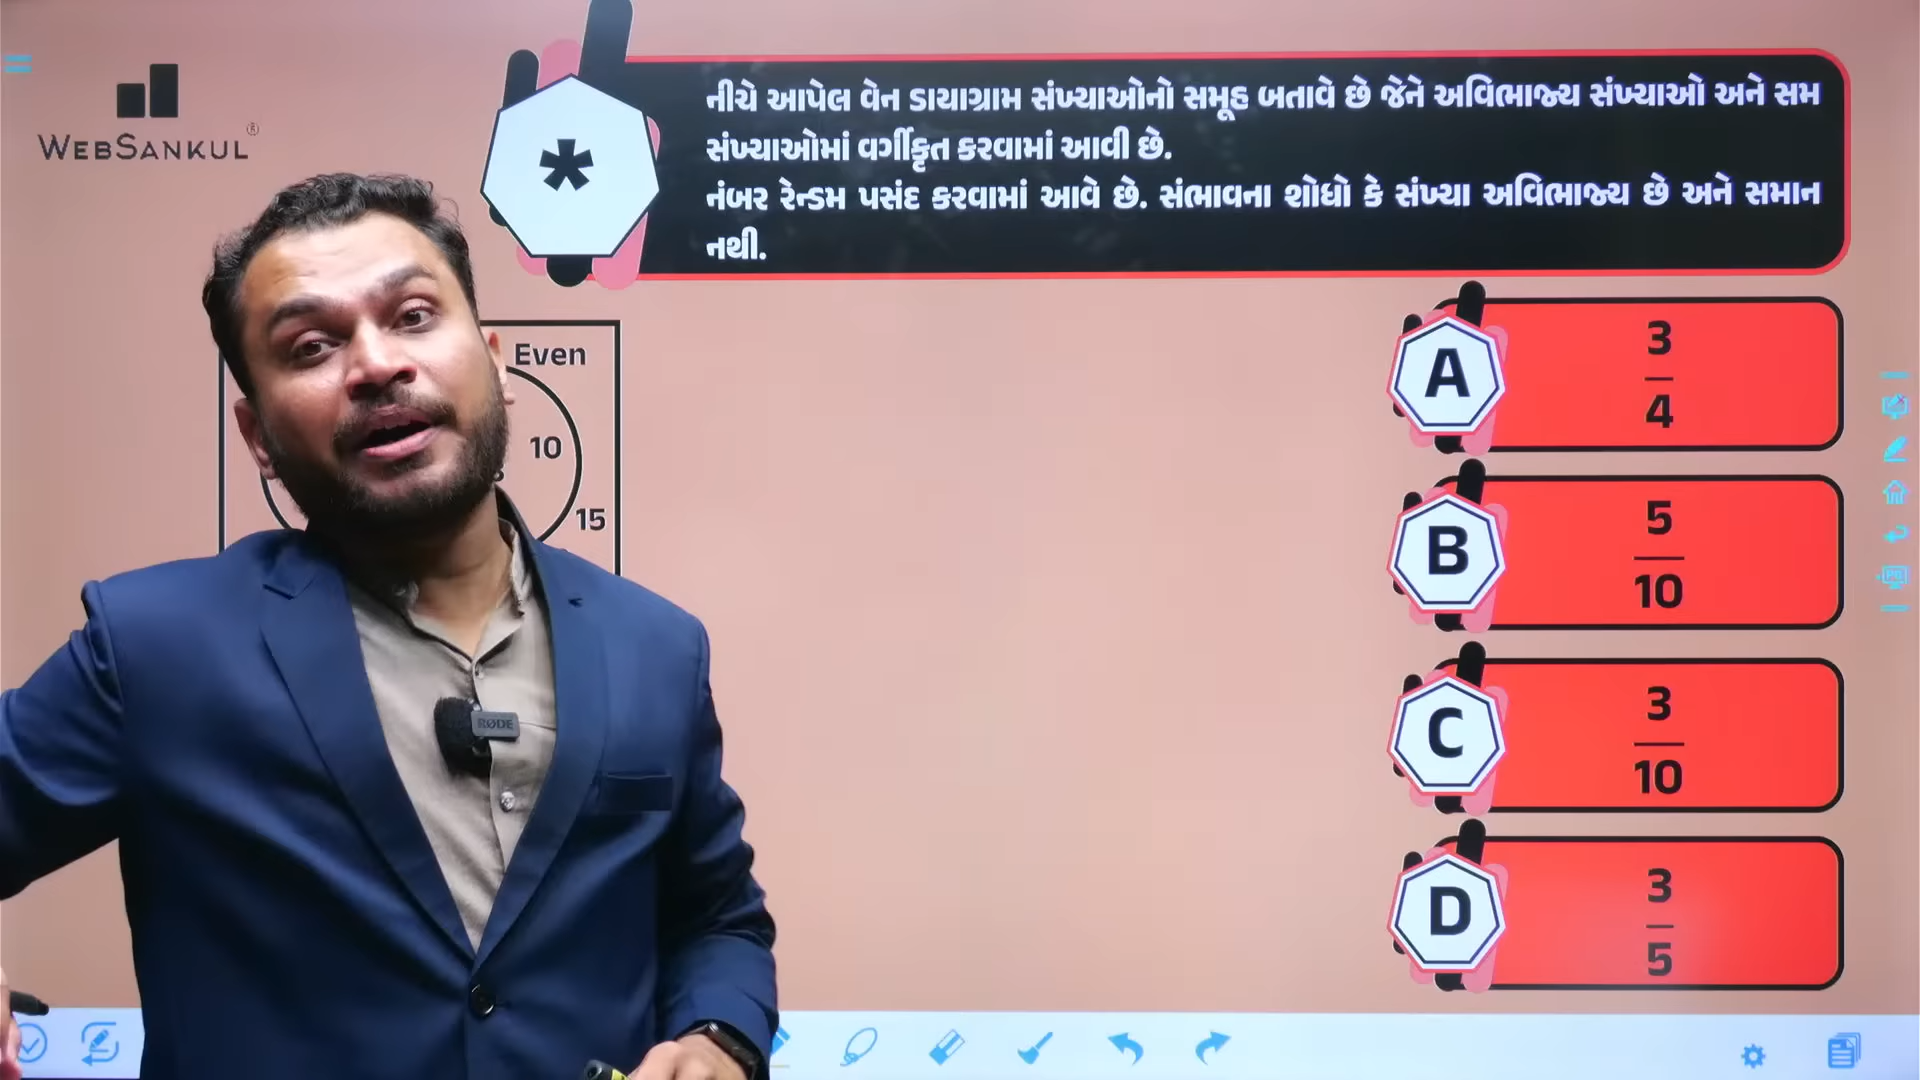 WEBSANKUL®
*
નીચે આપેલ વેન ડાયાગ્રામ સંખ્યાઓનો સમૂહ બતાવે છે જેને અવિભાજ્ય સંખ્યાઓ અને સમ
સંખ્યાઓમાં વર્ગીકૃત કરવામાં આવી છે.
નંબર રેન્ડમ પસંદ કરવામાં આવે છે. સંભાવના શોધો કે સંખ્યા અવિભાજ્ય છે અને સમાન
નથી.
Even
10
15
A
3
4
B
5
10
C
3
10
D
3
5
RØDE